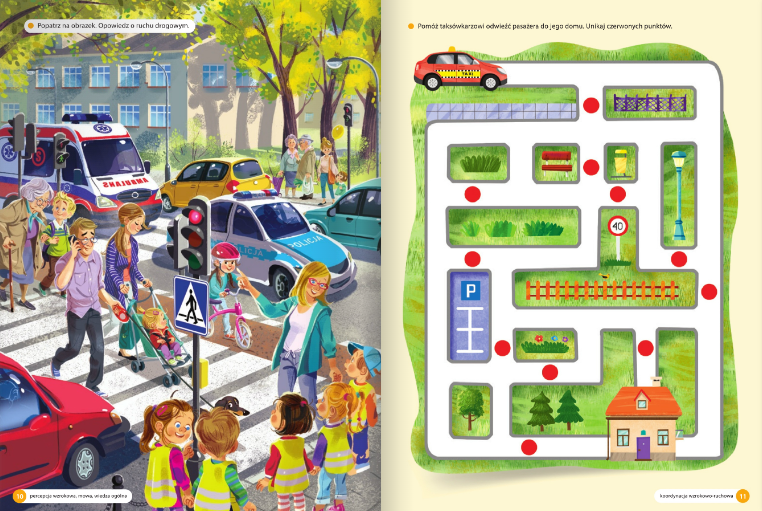 Popatrz na obrazek. Opowiedz o ruchu drogowym.
AMBULANS
POLICJA
POLICJA
10 percepcja wzrokowa, mowa, wiedza ogólna
Pomóż taksówkarzowi odwieźć pasażera do jego domu. Unikaj czerwonych punktów.
TAXI
40
P
koordynacja wzrokowo-ruchowa 11